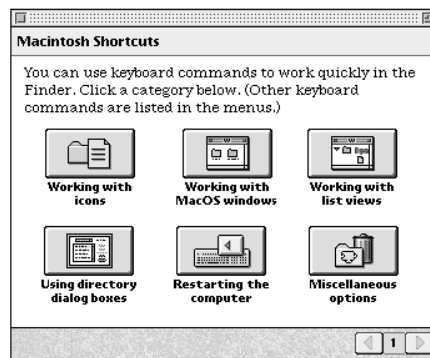 Macintosh Shortcuts
You can use keyboard commands to work quickly in the
Finder. Click a category below. (Other keyboard
commands are listed in the menus.)
Working with
icons
Working with
MacOS windows
Working with
list views
Using directory
dialog boxes
Restarting the
computer
Miscellaneous
options
1